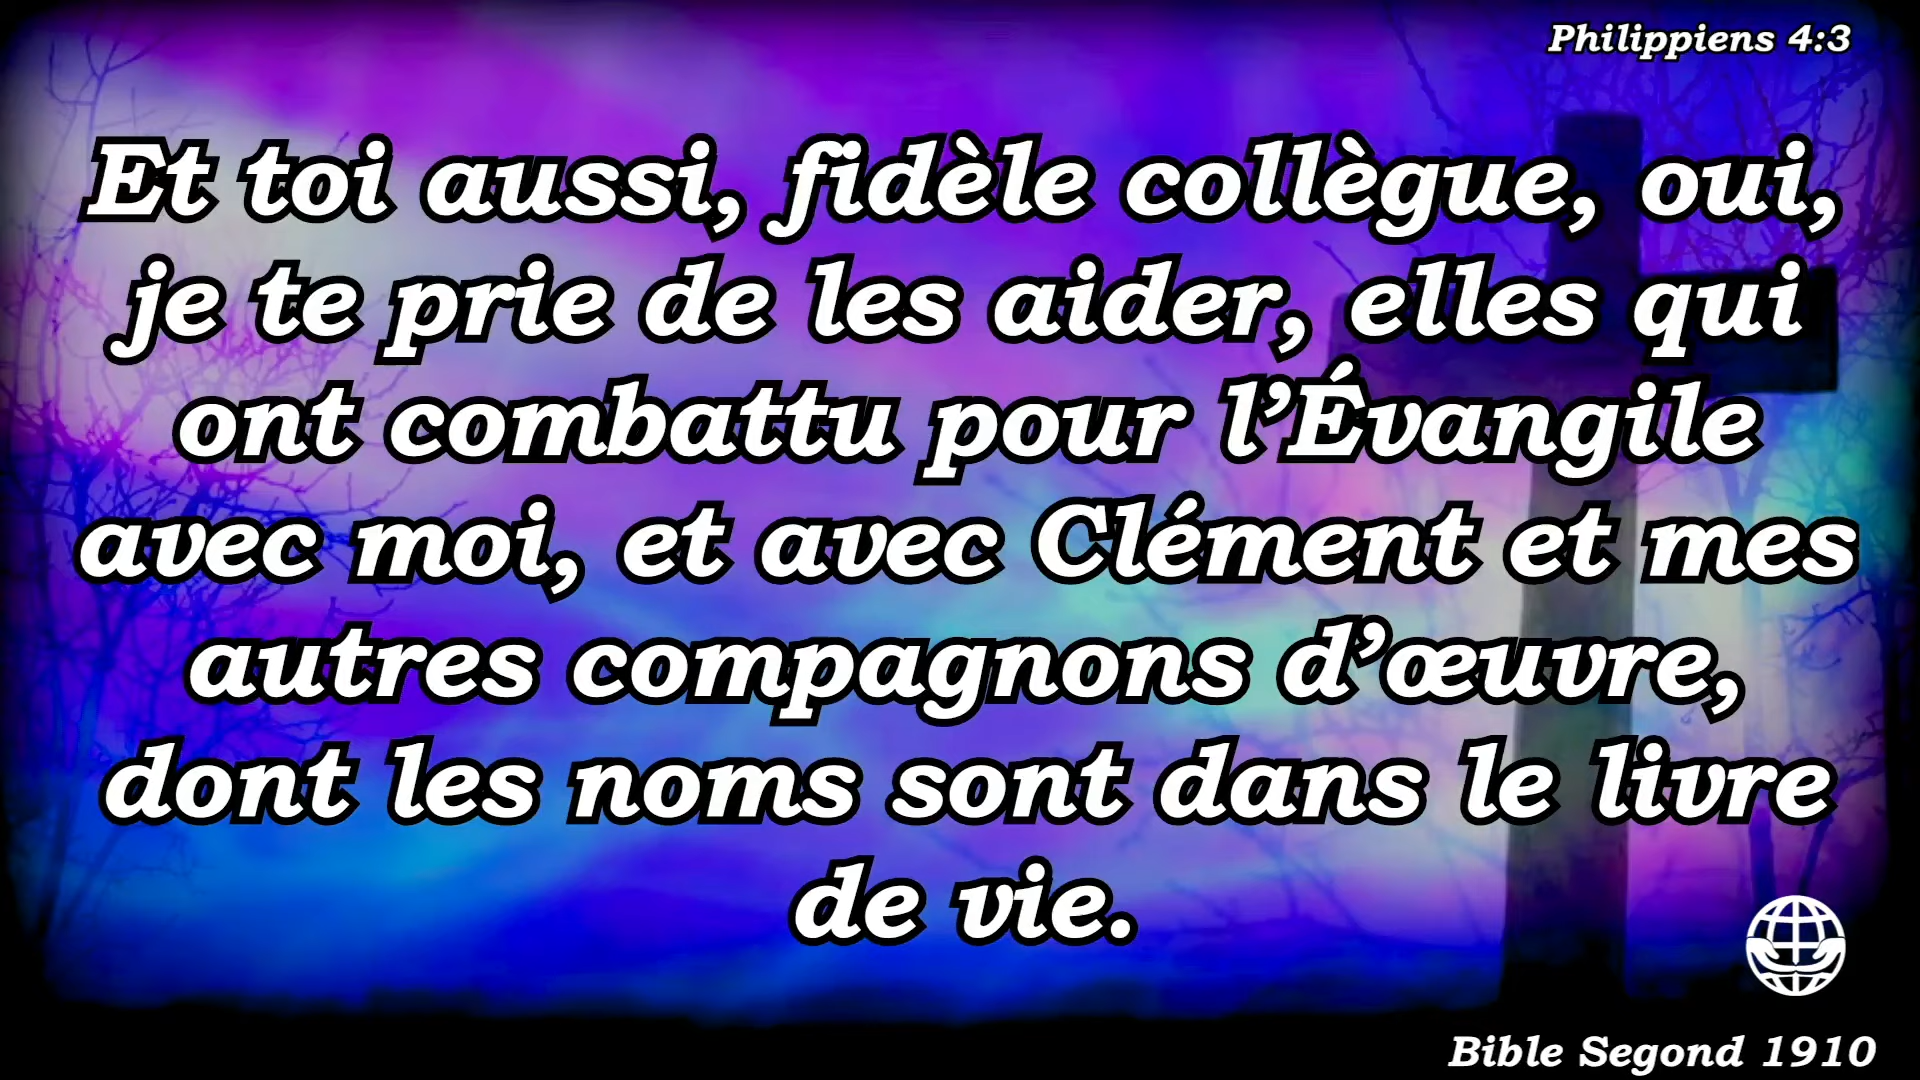 Philippiens 4:3
Et toi aussi, fidèle collègue, oui,
je te prie de les aider, elles qui
ont combattu pour l’Évangile
avec moi, et avec Clément et mes
autres compagnons d’œuvre,
dont les noms sont dans le livre
de vie.
Bible Segond 1910